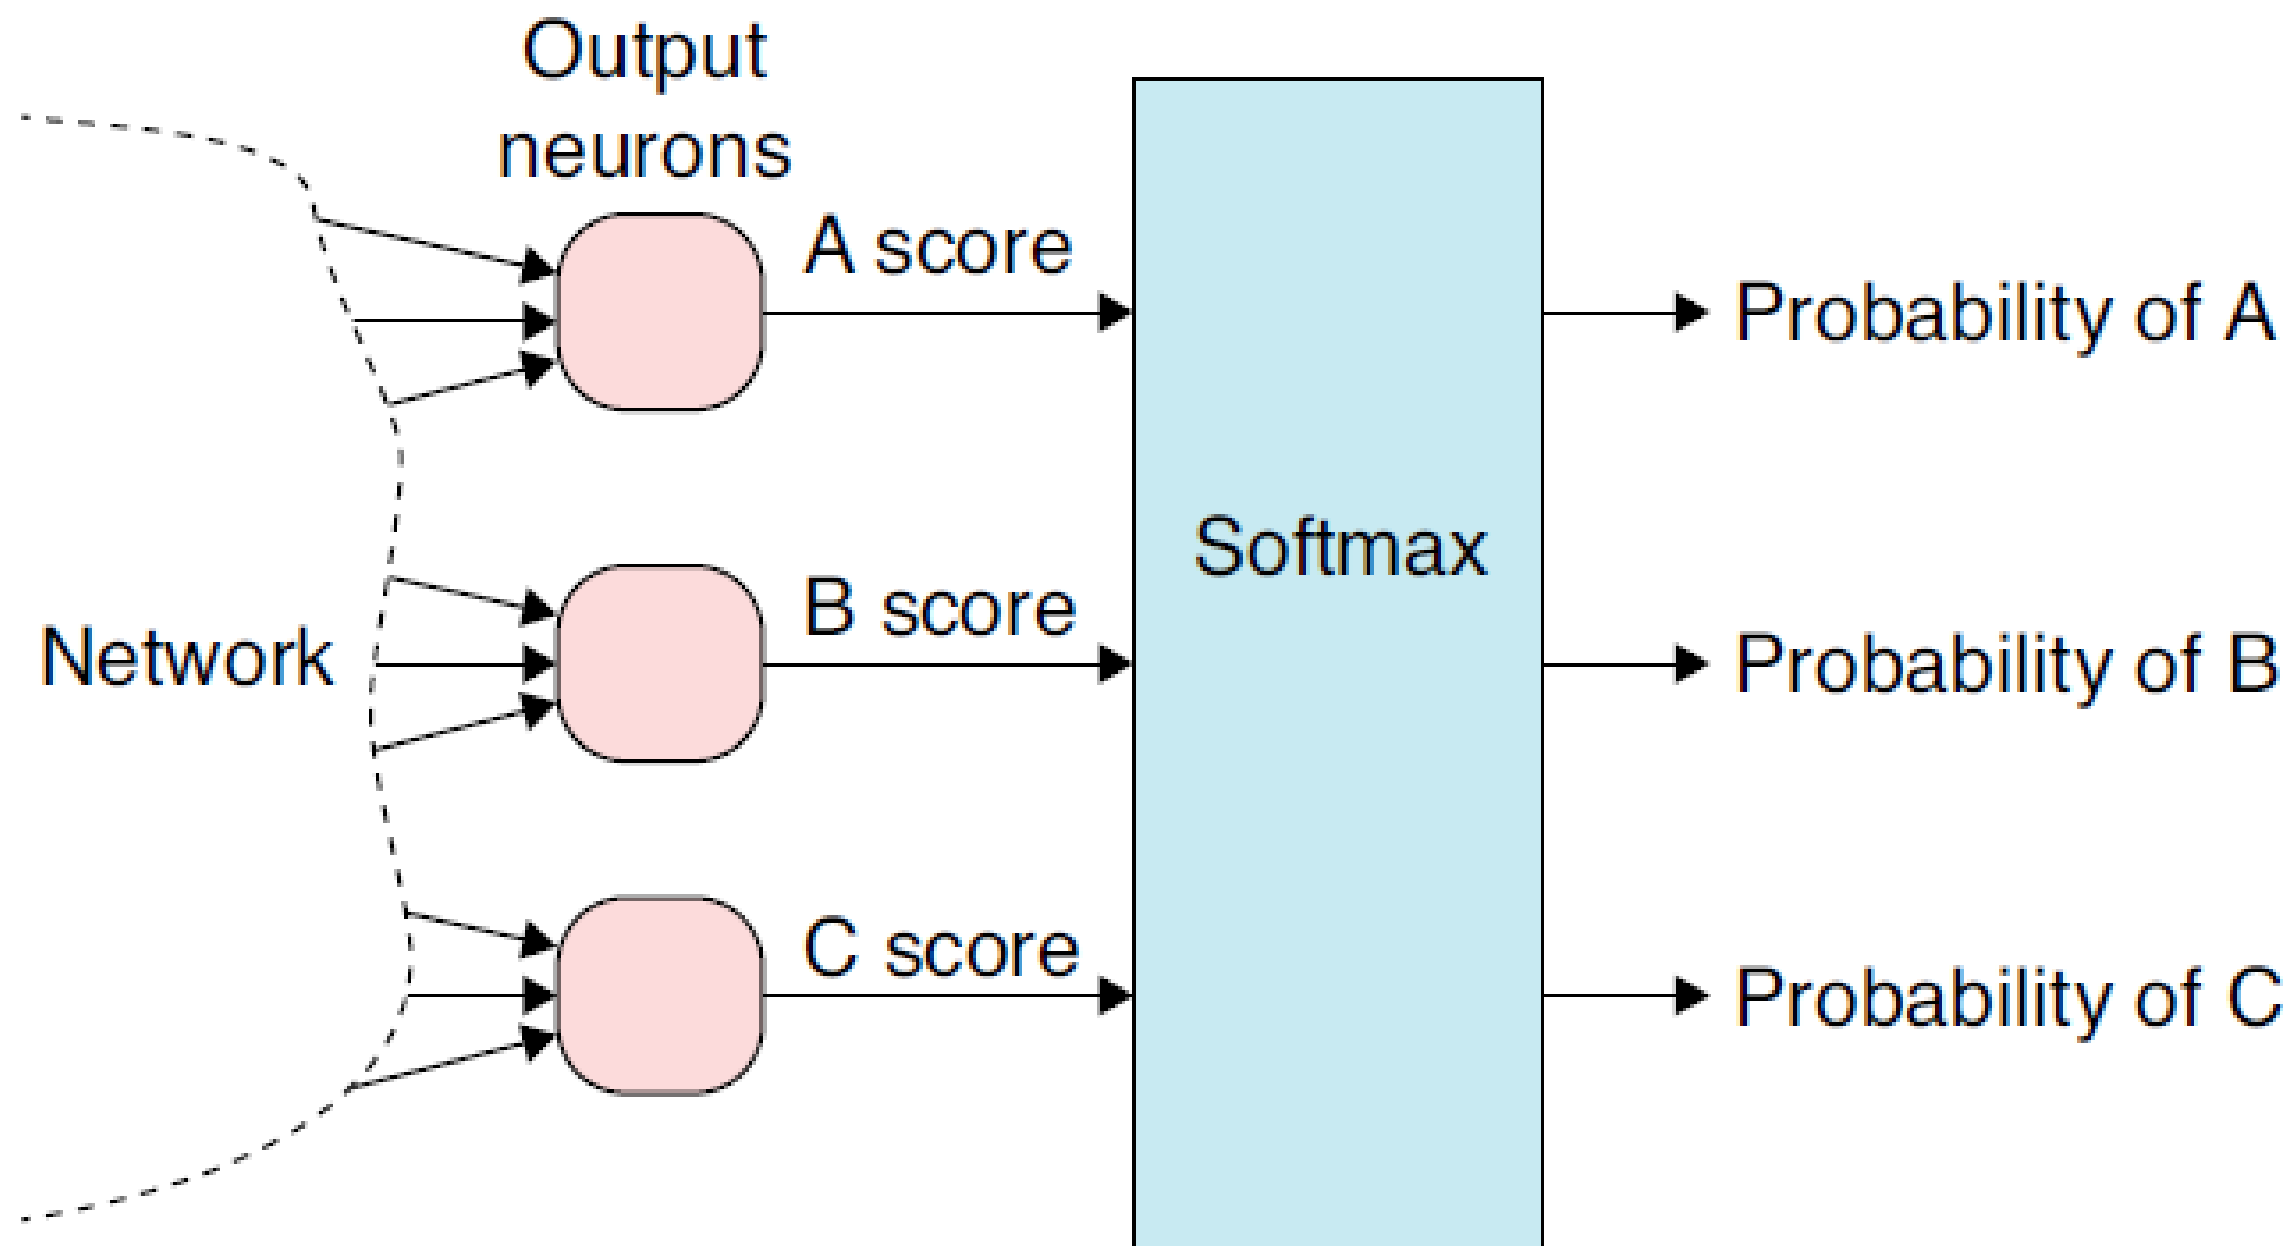 Output
neurons
A score
Probability of A
Softmax
B score
Network
Probability of B
C score
Probability of C